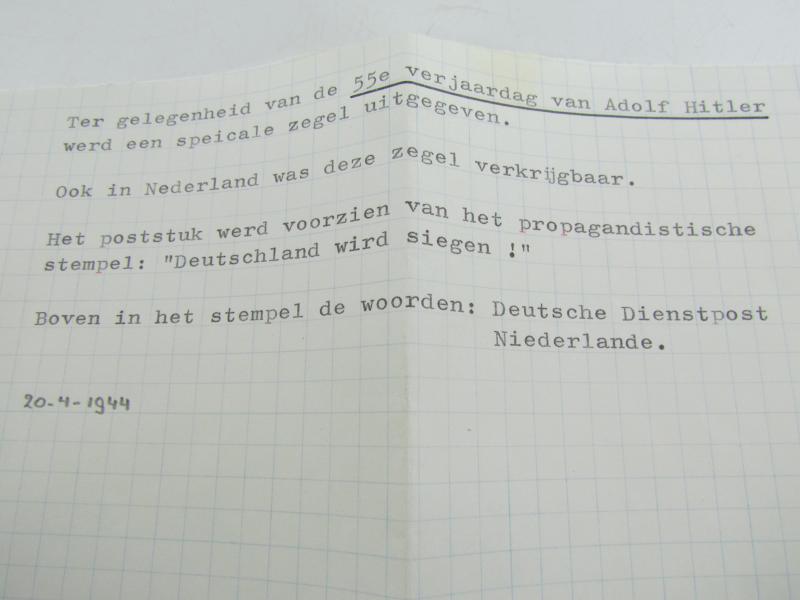 Ter gelegenheid van de 55e verjaardag van Adolf Hitler
werd een speicale zegel uitgegeven.
Ook in Nederland was deze zegel verkrijgbaar.
Het poststuk werd voorzien van het propagandistische
stempel: "Deutschland wird siegen !"
Boven in het stempel de woorden: Deutsche Dienstpost
Niederlande.
20-4-1944